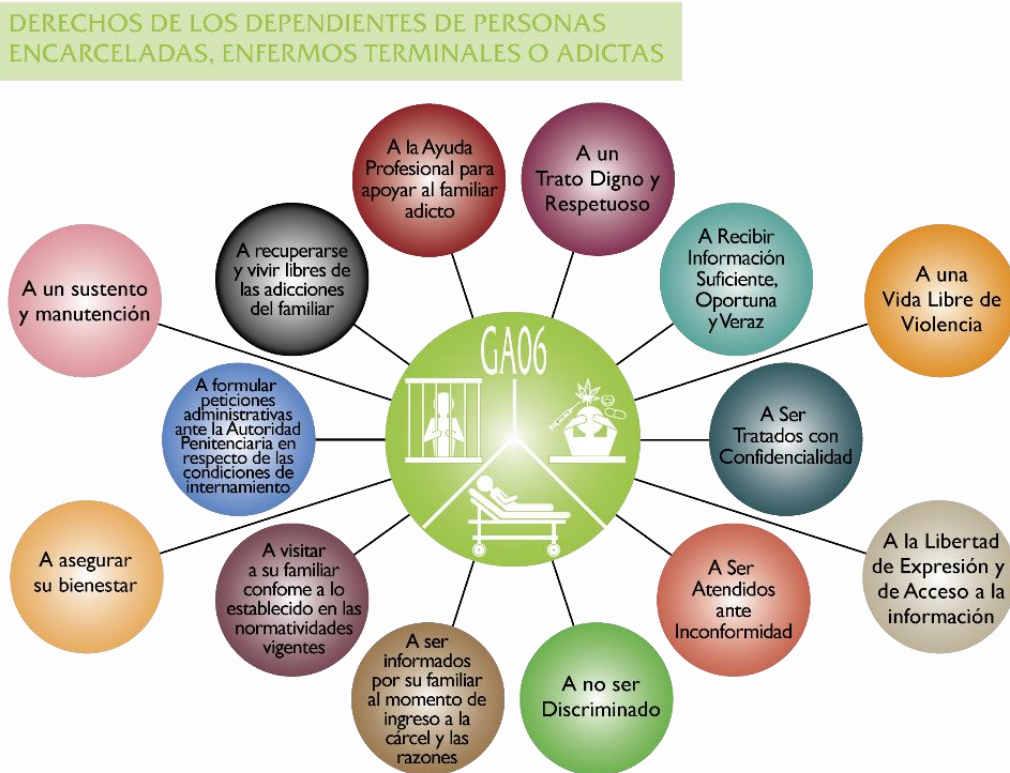 DERECHOS DE LOS DEPENDIENTES DE PERSONAS
ENCARCELADAS, ENFERMOS TERMINALES O ADICTAS
A la Ayuda
Profesional para
apoyar al familiar
adicto
A un
Trato Digno y
Respetuoso
A recuperarse
y vivir libres de
las adicciones
del familiar
A Recibir
Información
Suficiente,
Oportuna
y Veraz
A un sustento
y manutención
A una
Vida Libre de
Violencia
GA06
A formular
peticiones
administrativas
ante la Autoridad
Penitenciaria en
respecto de las
condiciones de
internamiento
A Ser
Tratados con
Confidencialidad
A asegurar
su bienestar
A visitar
a su familiar
confome a lo
establecido en las
normatividades
vigentes
A Ser
Atendidos
ante
Inconformidad
A la Libertad
de Expresión y
de Acceso a la
información
A ser
informados
por su familiar
al momento de
ingreso a la
cárcel y las
razones
A no ser
Discriminado